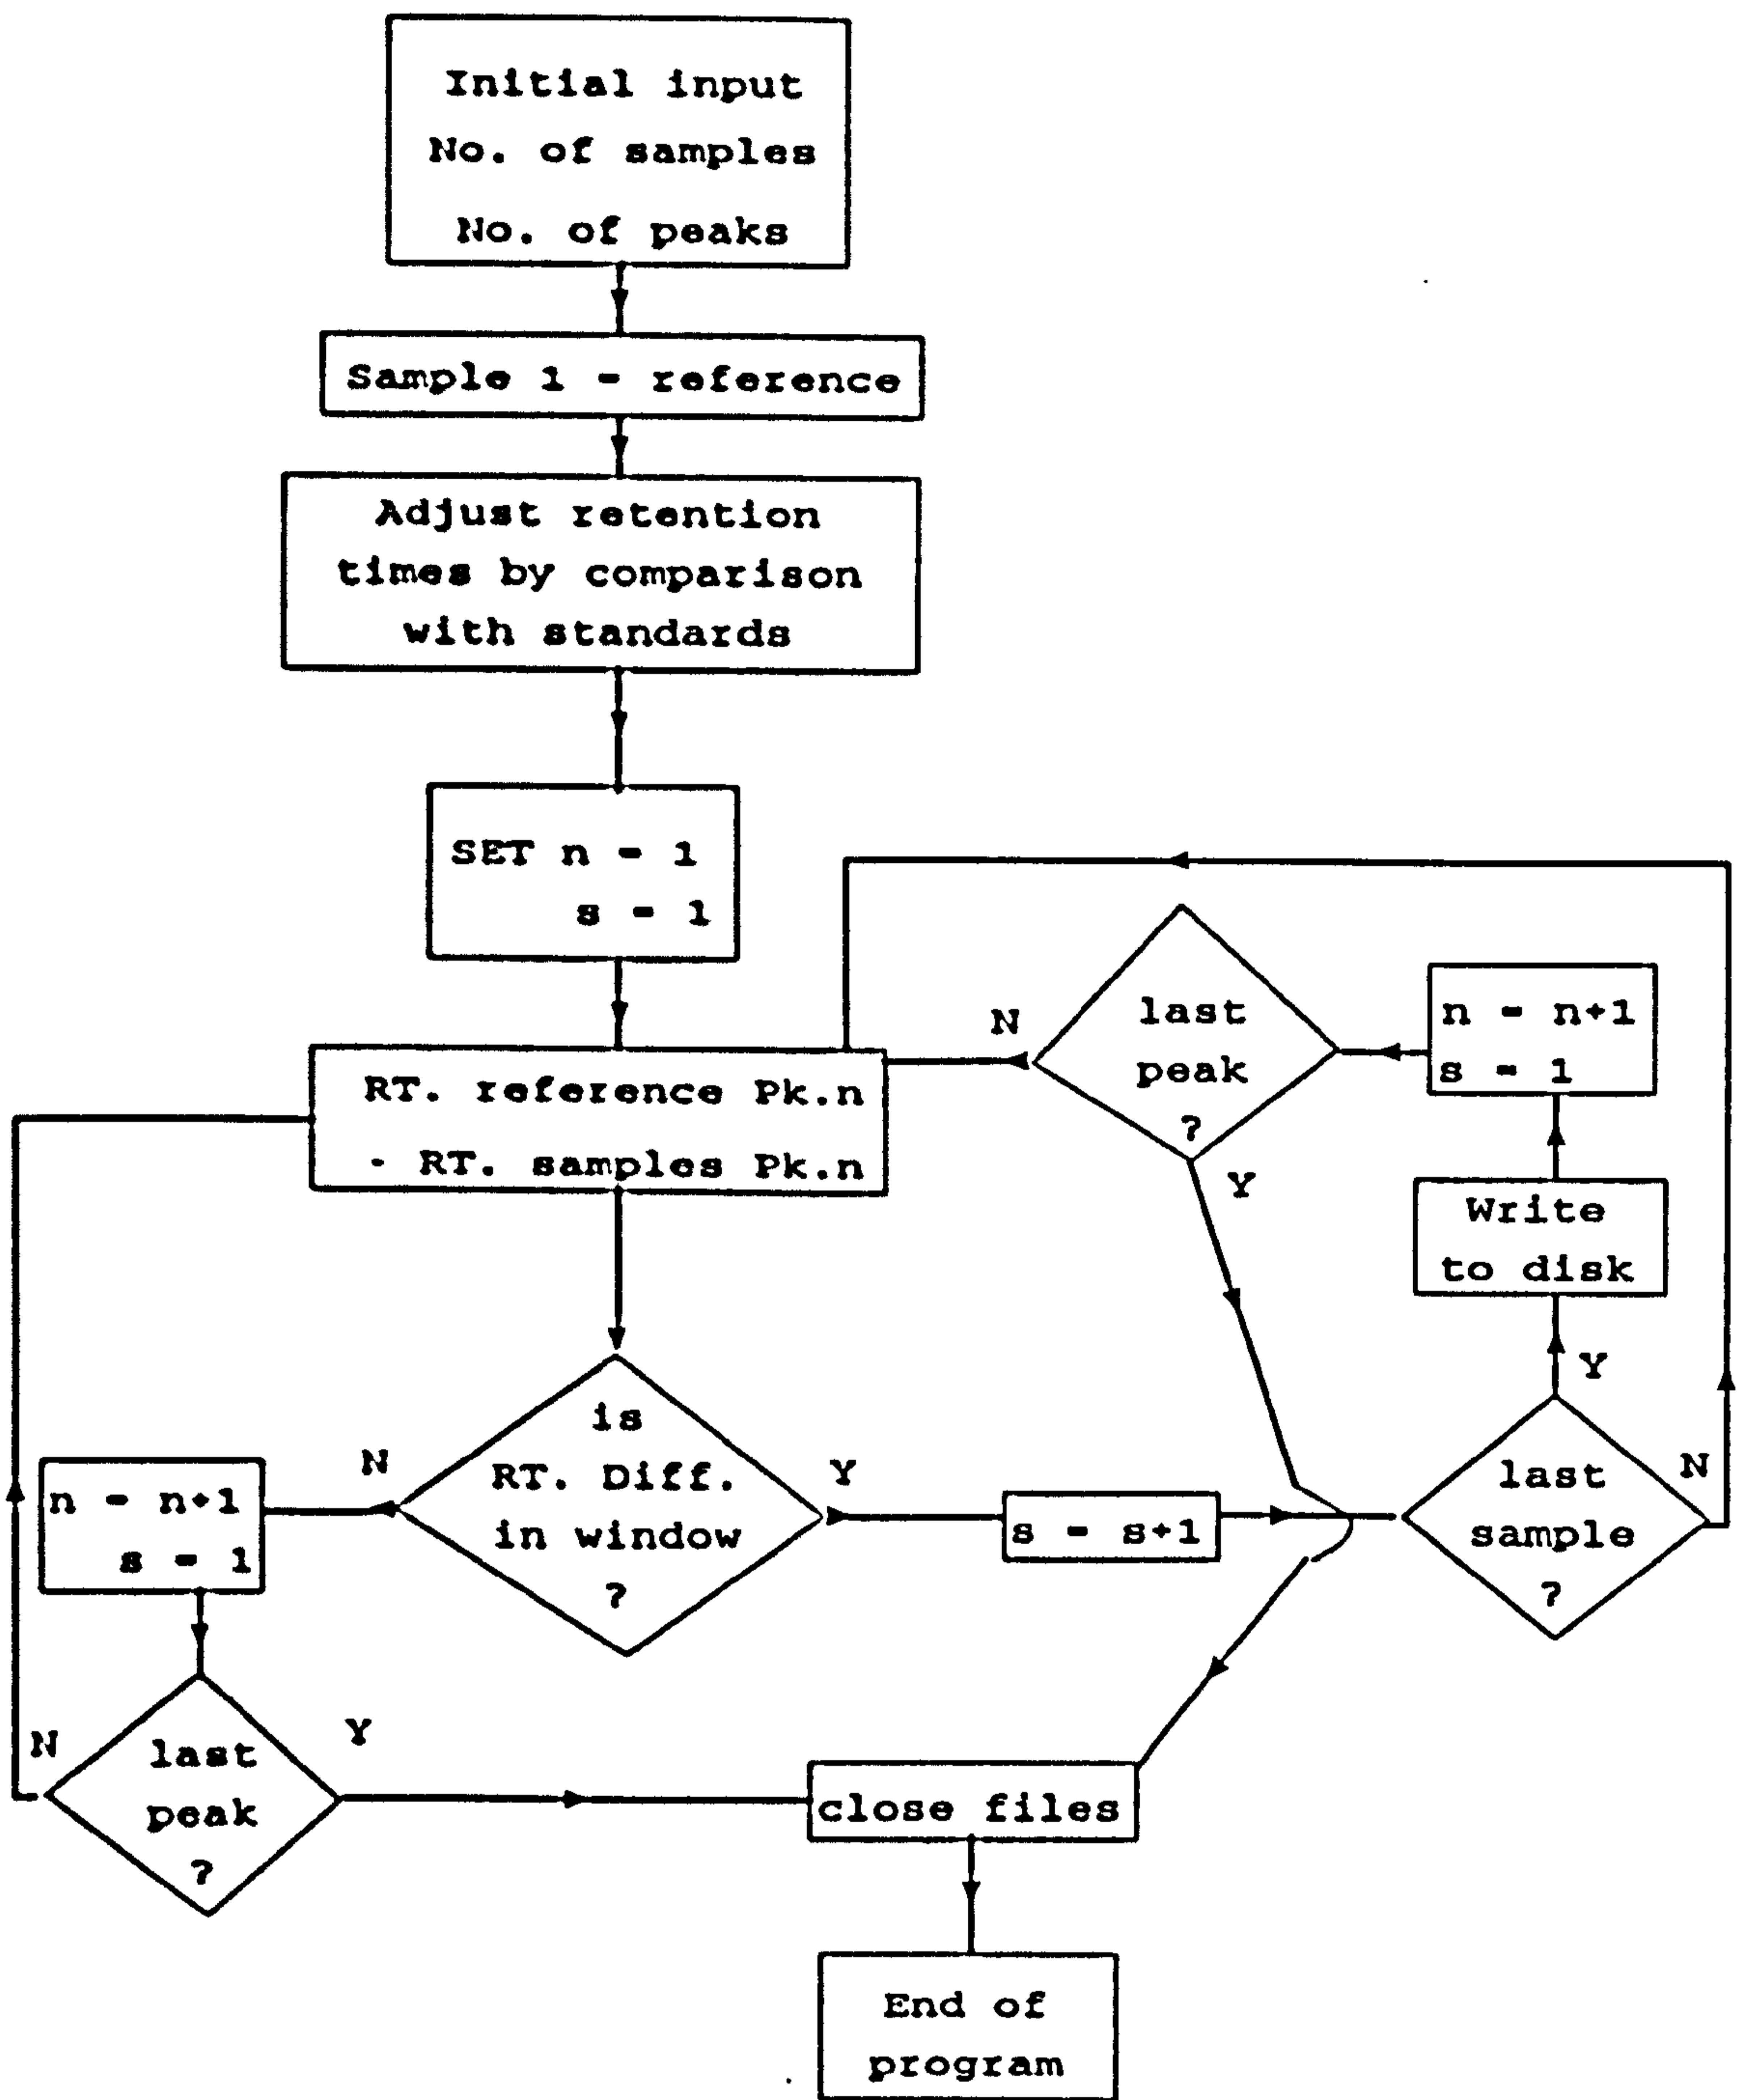 Initial input
No. of samples
No. of peaks
Sample 1 = reference
Adjust retention
times by comparison
with standards
SET n = 1
s = 1
RT. reference Pk.n
- RT. samples Pk.n
N
last
peak
?
Y
n = n+1
s = 1
Write
to disk
Y
is
RT. Diff.
in window
?
N
Y
n = n+1
s = 1
s = s+1
last
sample
?
N
N
last
peak
?
Y
close files
End of
program